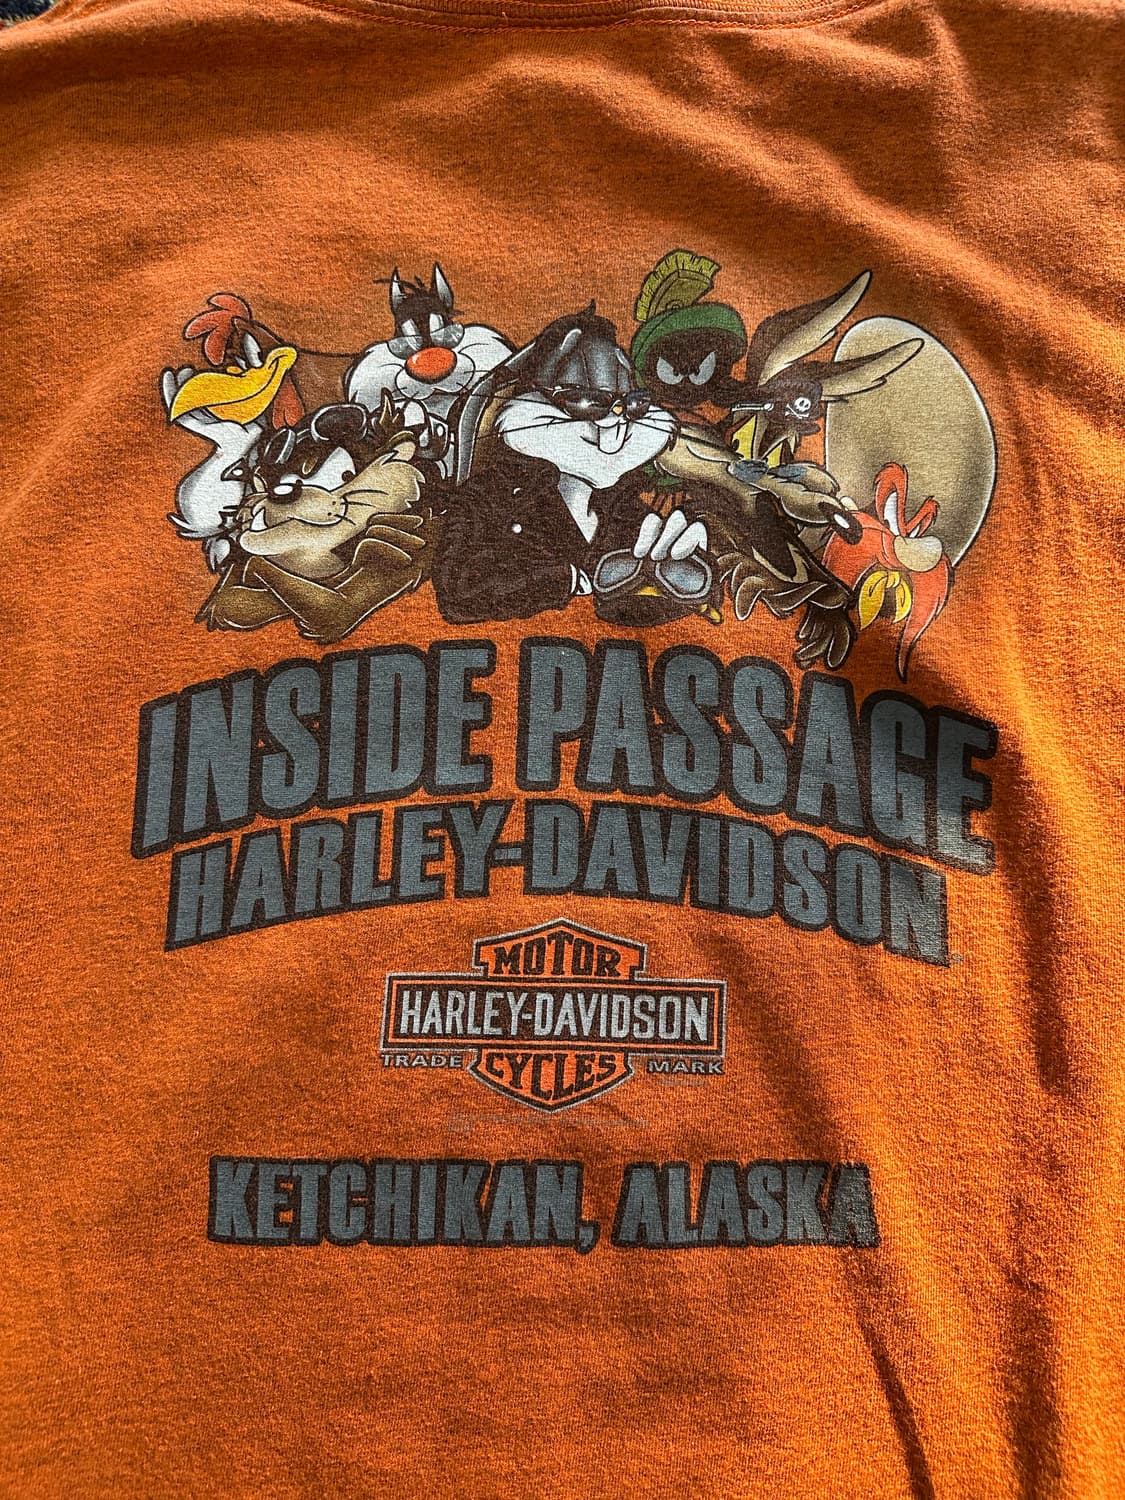 INSIDE PASSAGE
HARLEY-DAVIDSON
MOTOR
HARLEY-DAVIDSON
TRADE MARK
CYCLES
KETCHIKAN, ALASKA